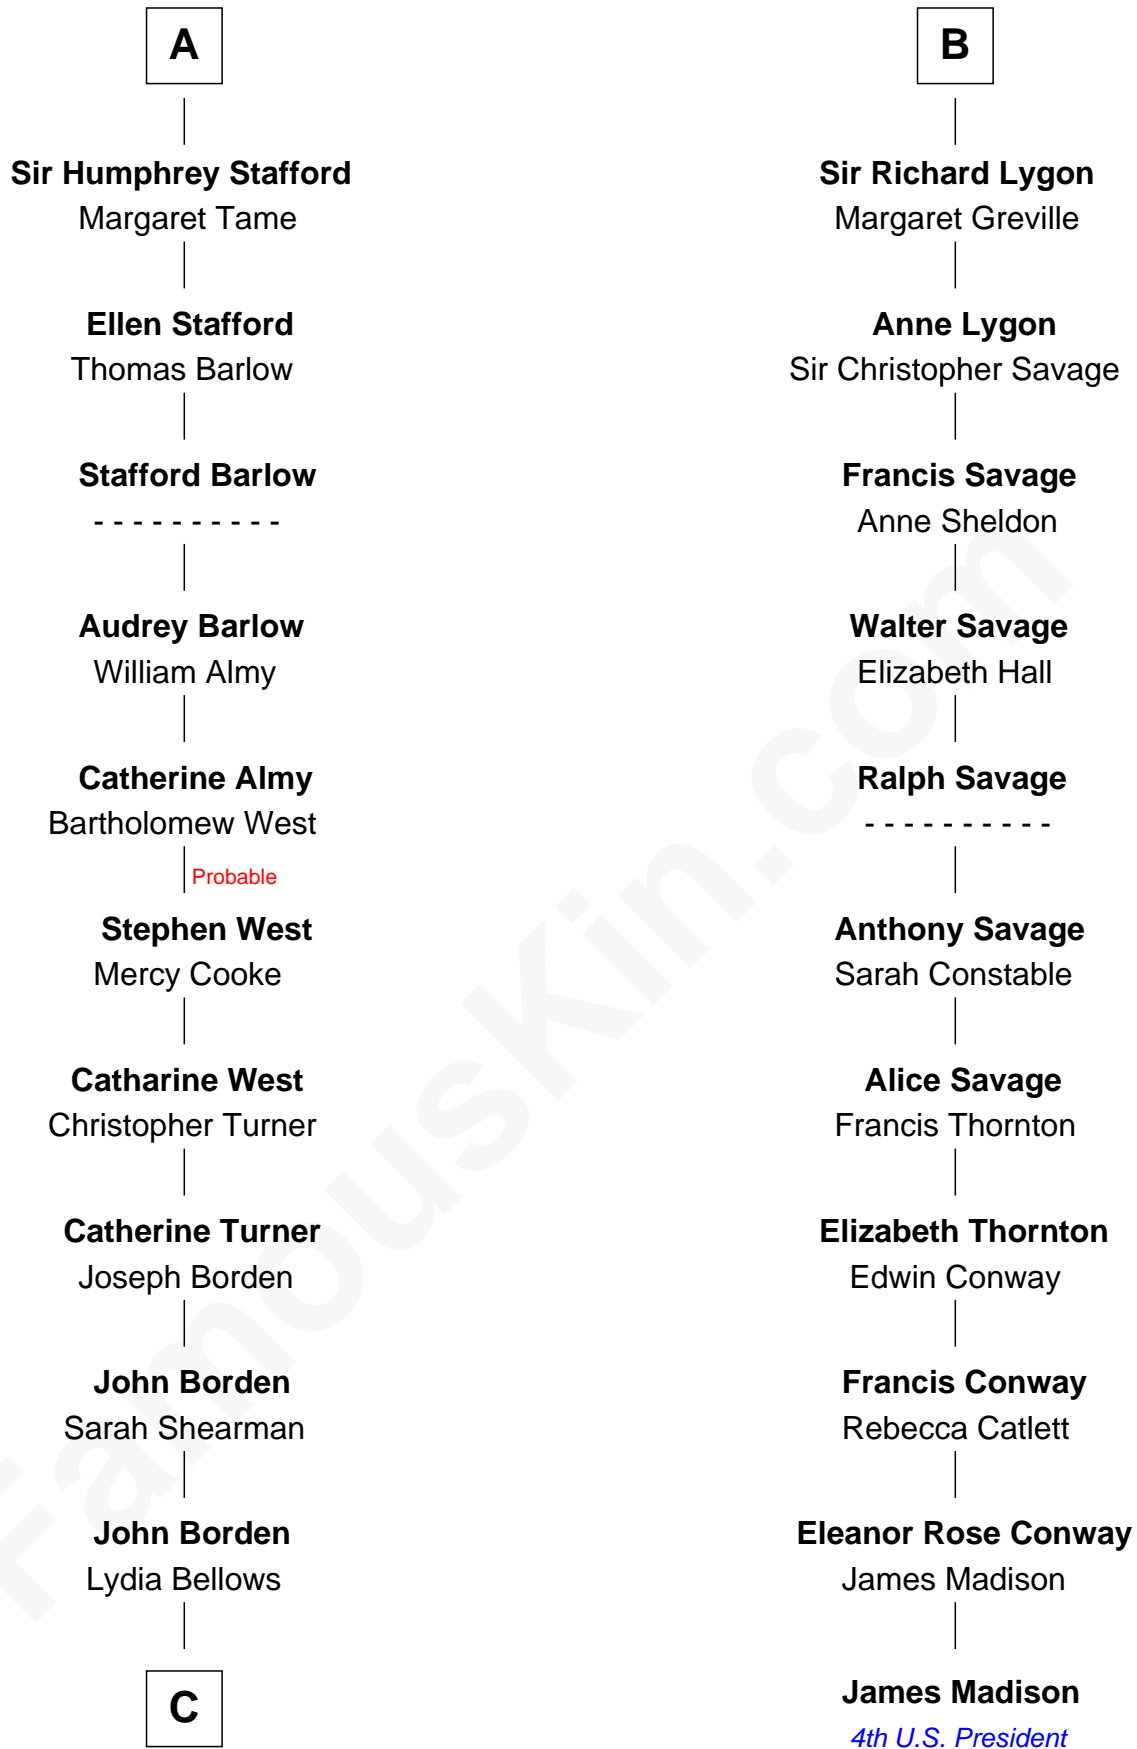 A
Sir Humphrey Stafford
Margaret Tame
Ellen Stafford
Thomas Barlow
Stafford Barlow
- - - - - - - - - -
Audrey Barlow
William Almy
Catherine Almy
Bartholomew West
Probable
Stephen West
Mercy Cooke
Catharine West
Christopher Turner
Catherine Turner
Joseph Borden
John Borden
Sarah Shearman
John Borden
Lydia Bellows
C
B
Sir Richard Lygon
Margaret Greville
Anne Lygon
Sir Christopher Savage
Francis Savage
Anne Sheldon
Walter Savage
Elizabeth Hall
Ralph Savage
- - - - - - - - - -
Anthony Savage
Sarah Constable
Alice Savage
Francis Thornton
Elizabeth Thornton
Edwin Conway
Francis Conway
Rebecca Catlett
Eleanor Rose Conway
James Madison
James Madison
4th U.S. President
FamousKin.com